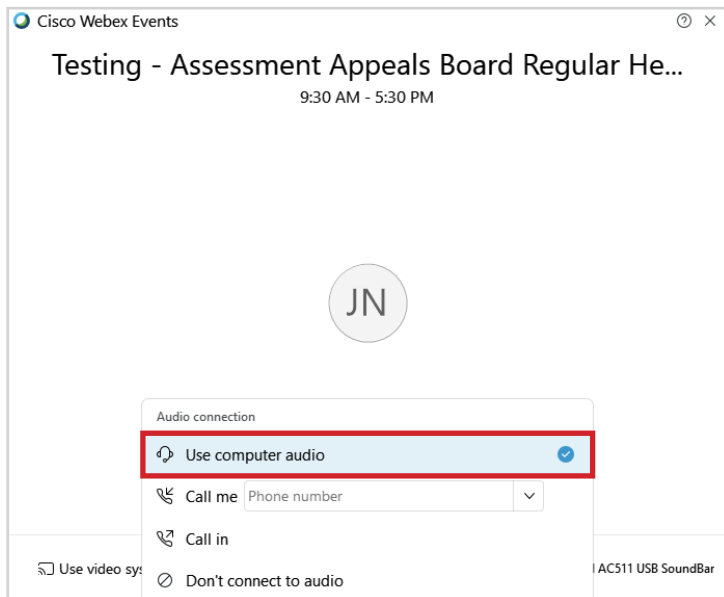 Cisco Webex Events
Testing - Assessment Appeals Board Regular He...
9:30 AM - 5:30 PM
JN
Audio connection
Use computer audio
Call me Phone number
Call in
Use video sys AC511 USB SoundBar
Don't connect to audio